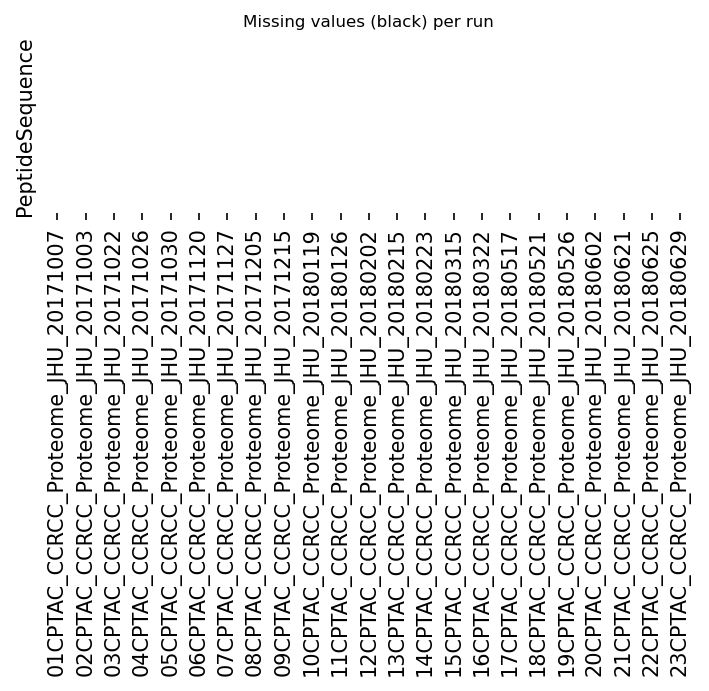 Missing values (black) per run
PeptideSequence
01CPTAC_CCRCC_Proteome_JHU_20171007
02CPTAC_CCRCC_Proteome_JHU_20171003
03CPTAC_CCRCC_Proteome_JHU_20171022
04CPTAC_CCRCC_Proteome_JHU_20171026
05CPTAC_CCRCC_Proteome_JHU_20171030
06CPTAC_CCRCC_Proteome_JHU_20171120
07CPTAC_CCRCC_Proteome_JHU_20171127
08CPTAC_CCRCC_Proteome_JHU_20171205
09CPTAC_CCRCC_Proteome_JHU_20171215
10CPTAC_CCRCC_Proteome_JHU_20180119
11CPTAC_CCRCC_Proteome_JHU_20180126
12CPTAC_CCRCC_Proteome_JHU_20180202
13CPTAC_CCRCC_Proteome_JHU_20180215
14CPTAC_CCRCC_Proteome_JHU_20180223
15CPTAC_CCRCC_Proteome_JHU_20180315
16CPTAC_CCRCC_Proteome_JHU_20180322
17CPTAC_CCRCC_Proteome_JHU_20180517
18CPTAC_CCRCC_Proteome_JHU_20180521
19CPTAC_CCRCC_Proteome_JHU_20180526
20CPTAC_CCRCC_Proteome_JHU_20180602
21CPTAC_CCRCC_Proteome_JHU_20180621
22CPTAC_CCRCC_Proteome_JHU_20180625
23CPTAC_CCRCC_Proteome_JHU_20180629